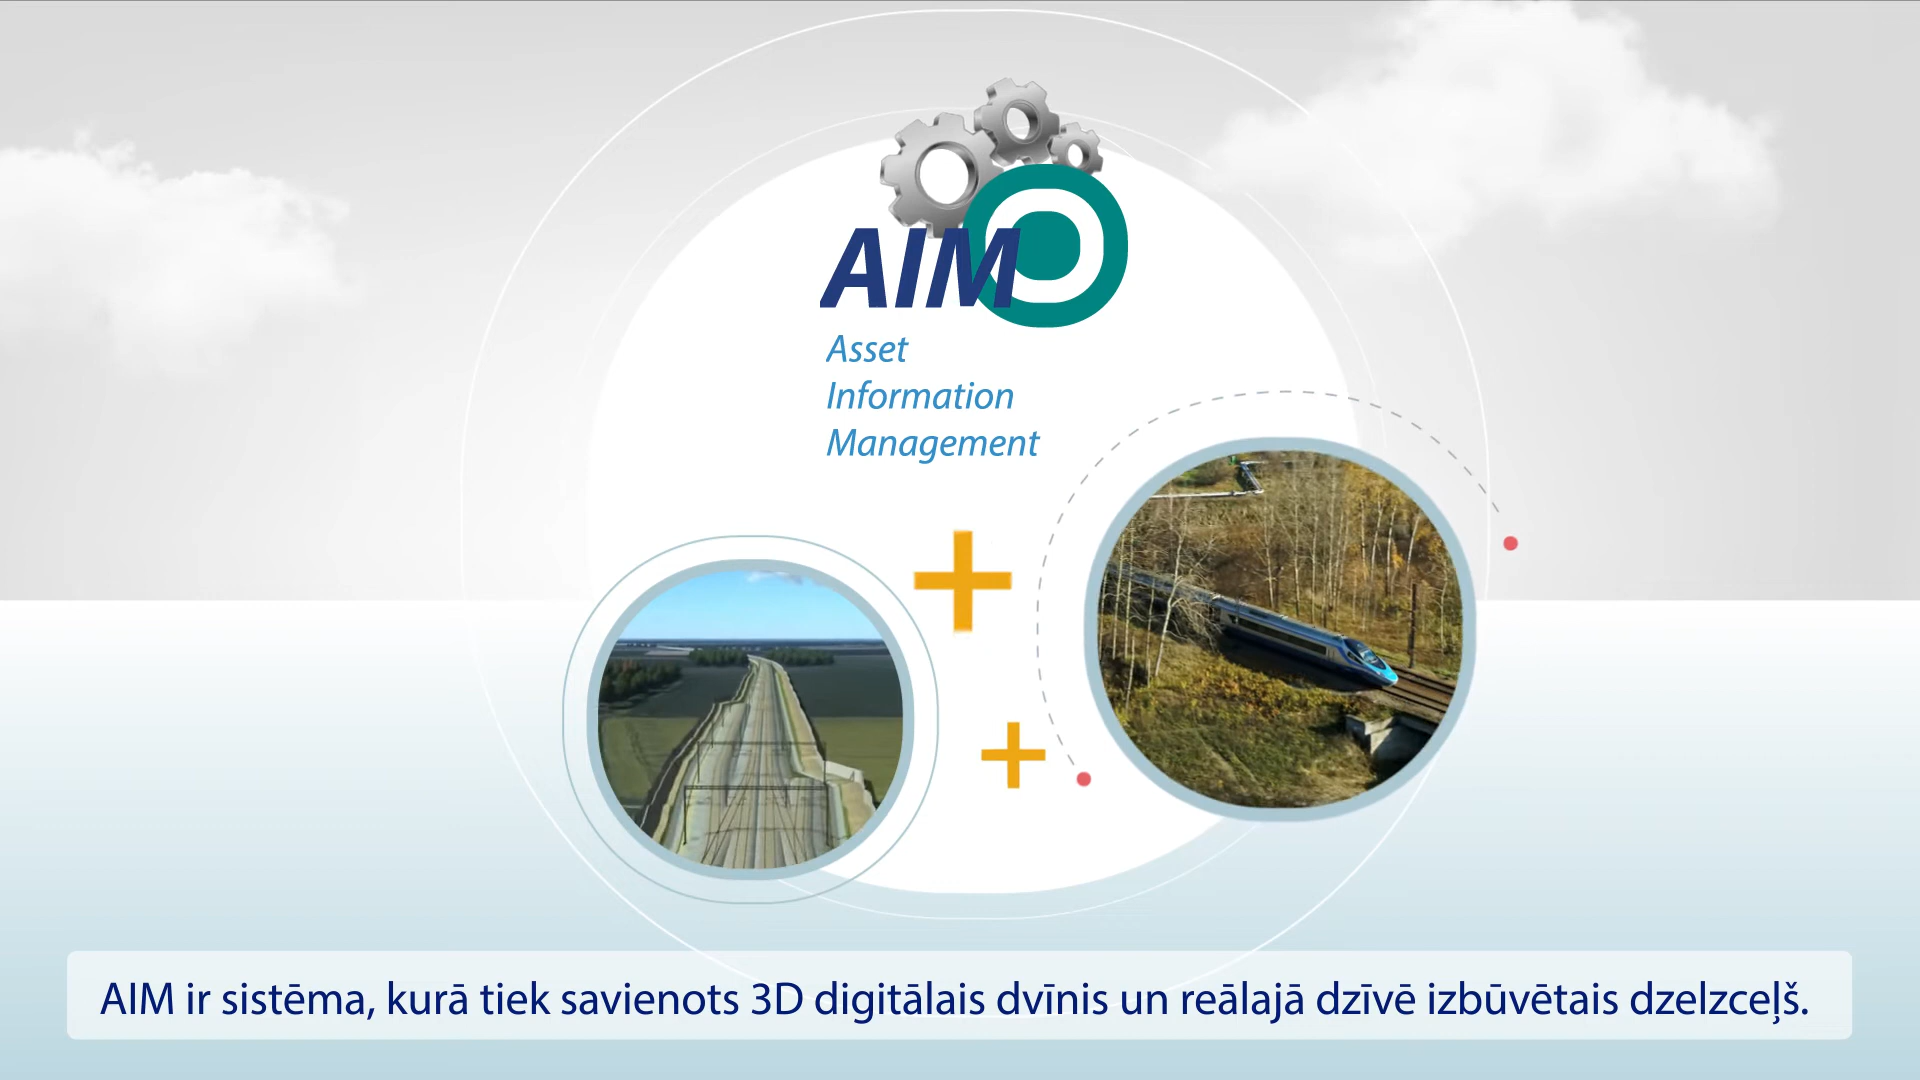 AIM
Asset
Information
Management
AIM ir sistēma, kurā tiek savienots 3D digitālais dvīnis un reālajā dzīvē izbūvētais dzelzceļš.